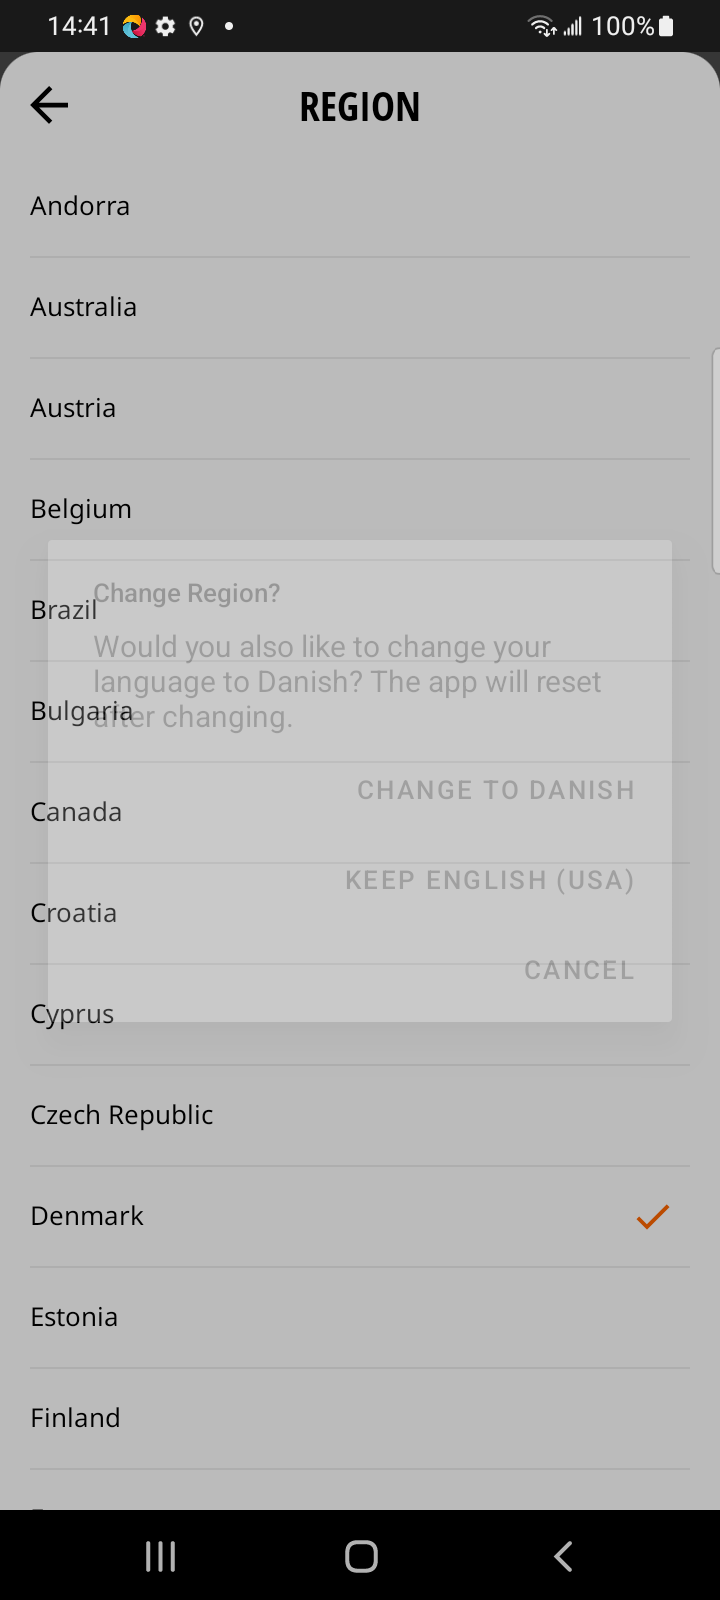 14:41
100%
REGION
Andorra
Australia
Austria
Belgium
Brazil
Bulgaria
Canada
Croatia
Cyprus
Czech Republic
Denmark
Estonia
Finland
Change Region?
Would you also like to change your
language to Danish? The app will reset
after changing.
CHANGE TO DANISH
KEEP ENGLISH (USA)
CANCEL